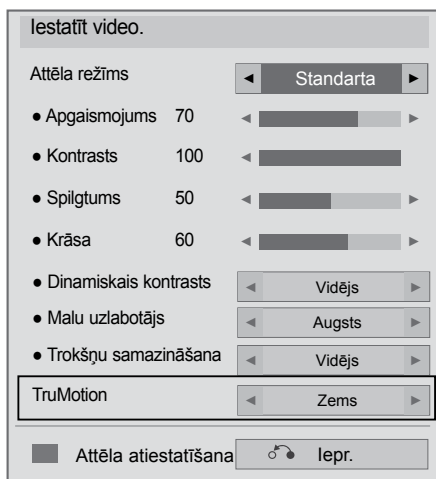 Iestatīt video.
Attēla režīms ◄ Standarta ►
● Apgaismojums 70
● Kontrasts 100
● Spilgtums 50
● Krāsa 60
● Dinamiskais kontrasts ◄ Vidējs ►
● Malu uzlabotājs ◄ Augsts ►
● Trokšņu samazināšana ◄ Vidējs ►
TruMotion ◄ Zems ►
Attēla atiestatīšana Iepr.